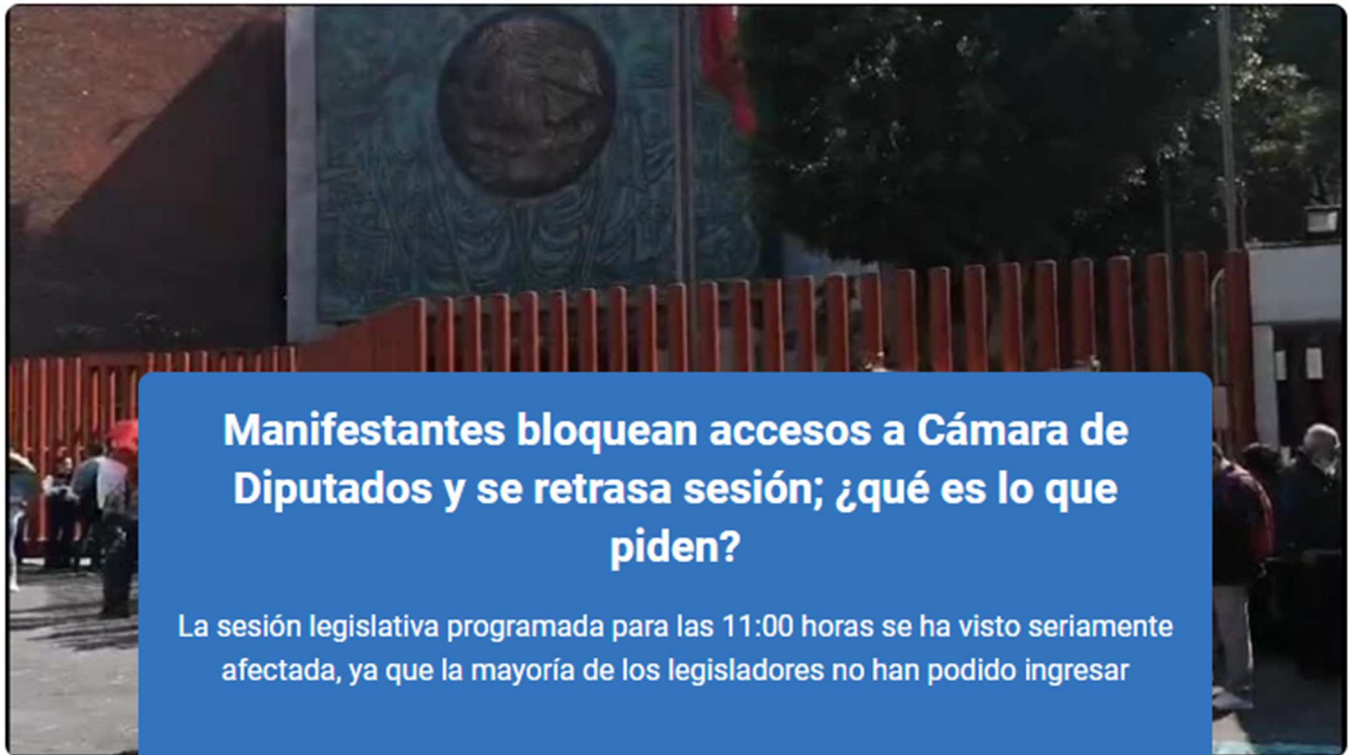 Manifestantes bloquean accesos a Cámara de
Diputados y se retrasa sesión; ¿qué es lo que
piden?
La sesión legislativa programada para las 11:00 horas se ha visto seriamente
afectada, ya que la mayoría de los legisladores no han podido ingresar